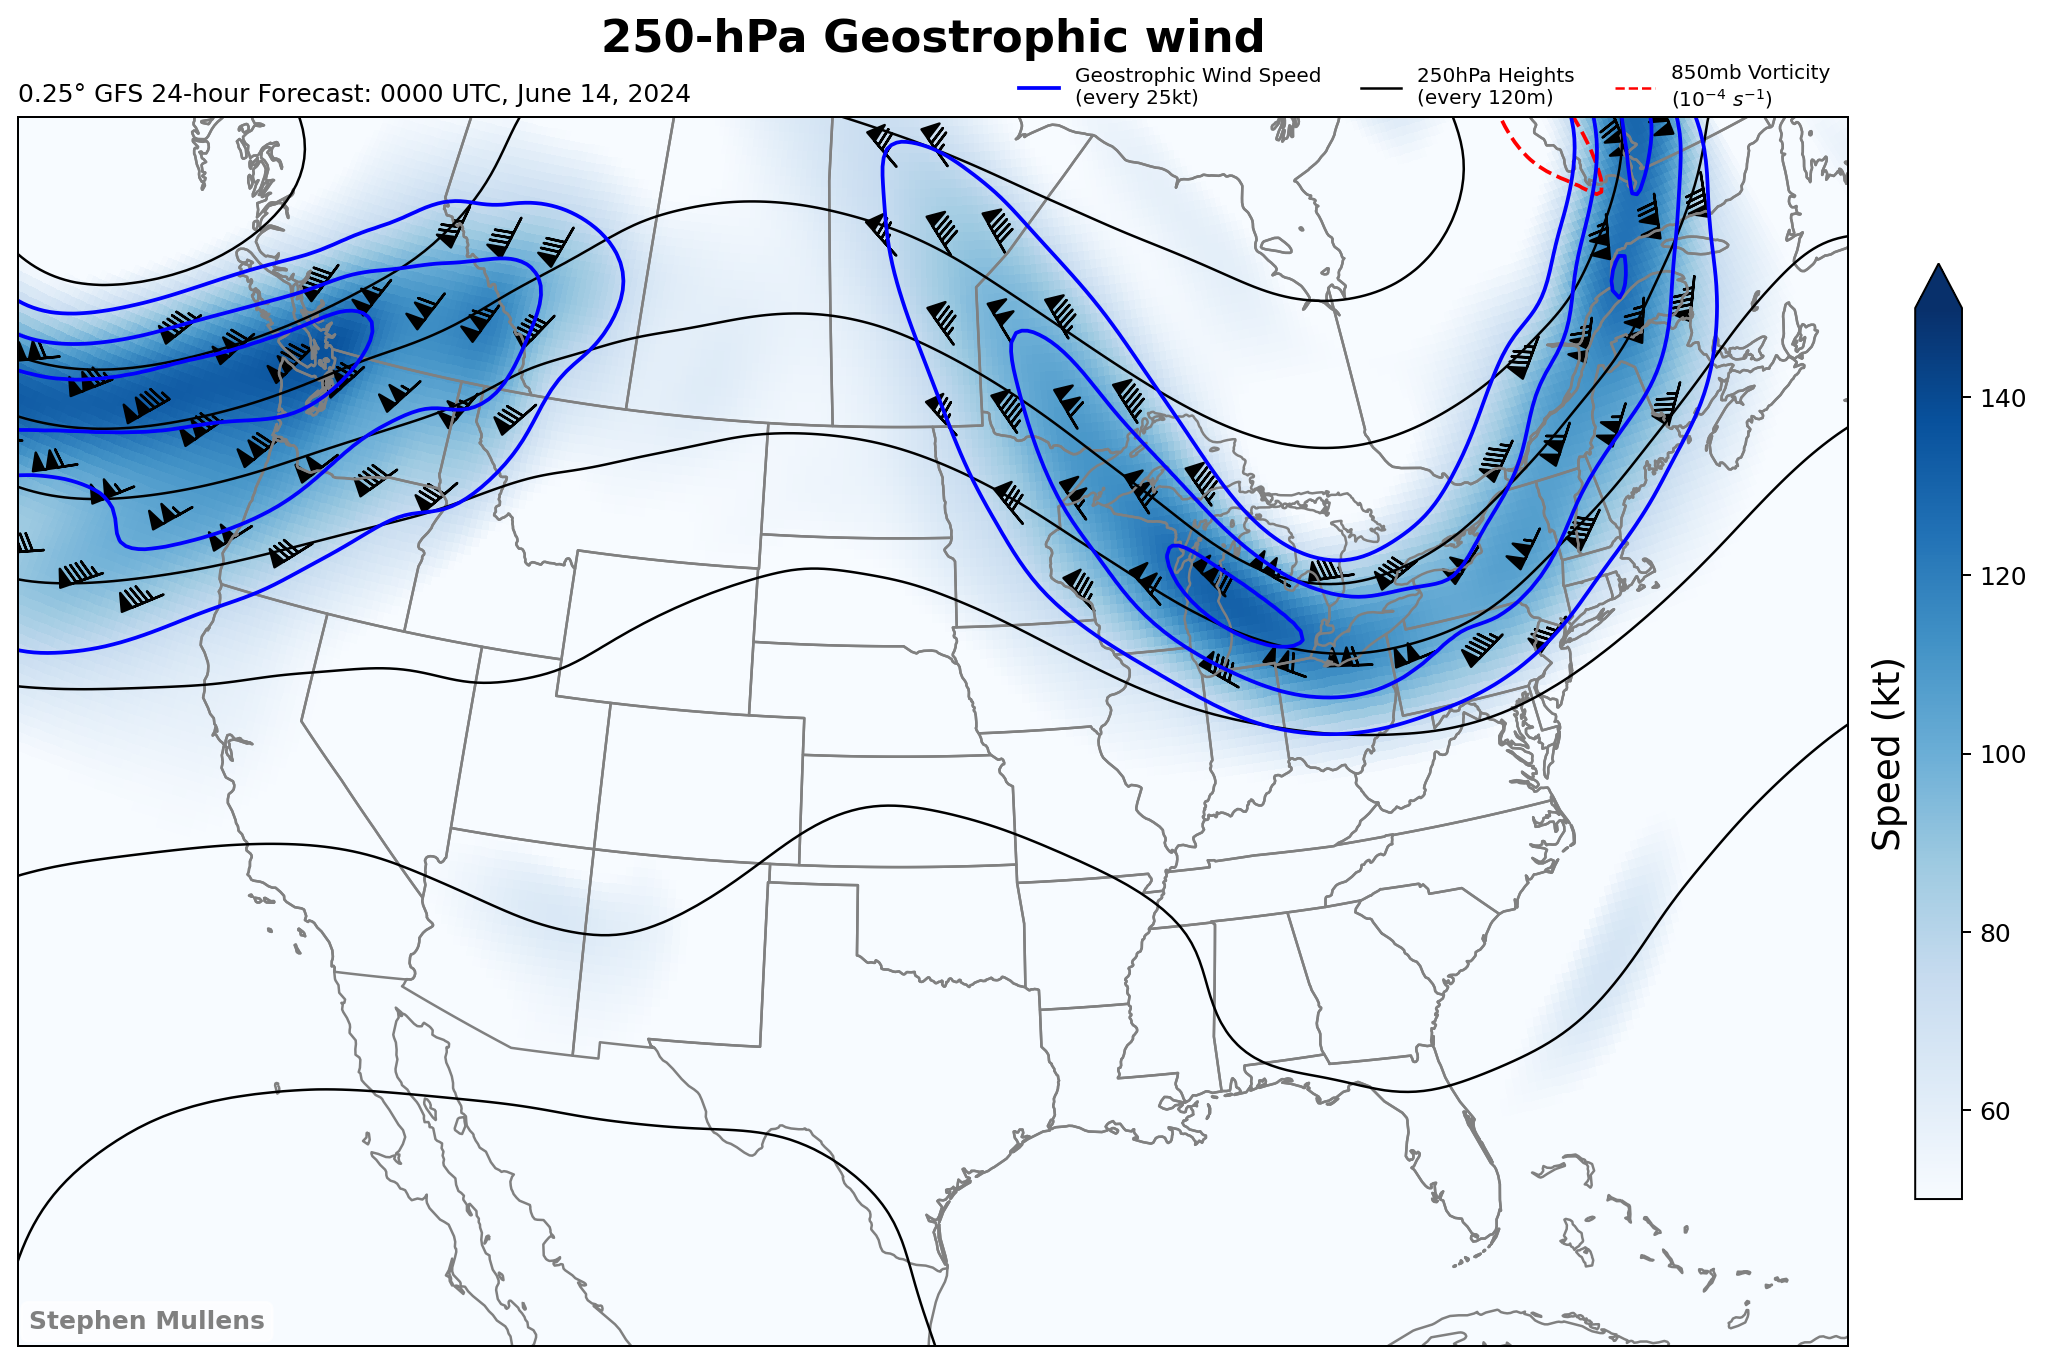 250-hPa Geostrophic wind
0.25° GFS 24-hour Forecast: 0000 UTC, June 14, 2024
Geostrophic Wind Speed
(every 25kt)
250hPa Heights
(every 120m)
850mb Vorticity
(10⁻⁴ s⁻¹)
140
120
100
80
60
Speed (kt)
Stephen Mullens